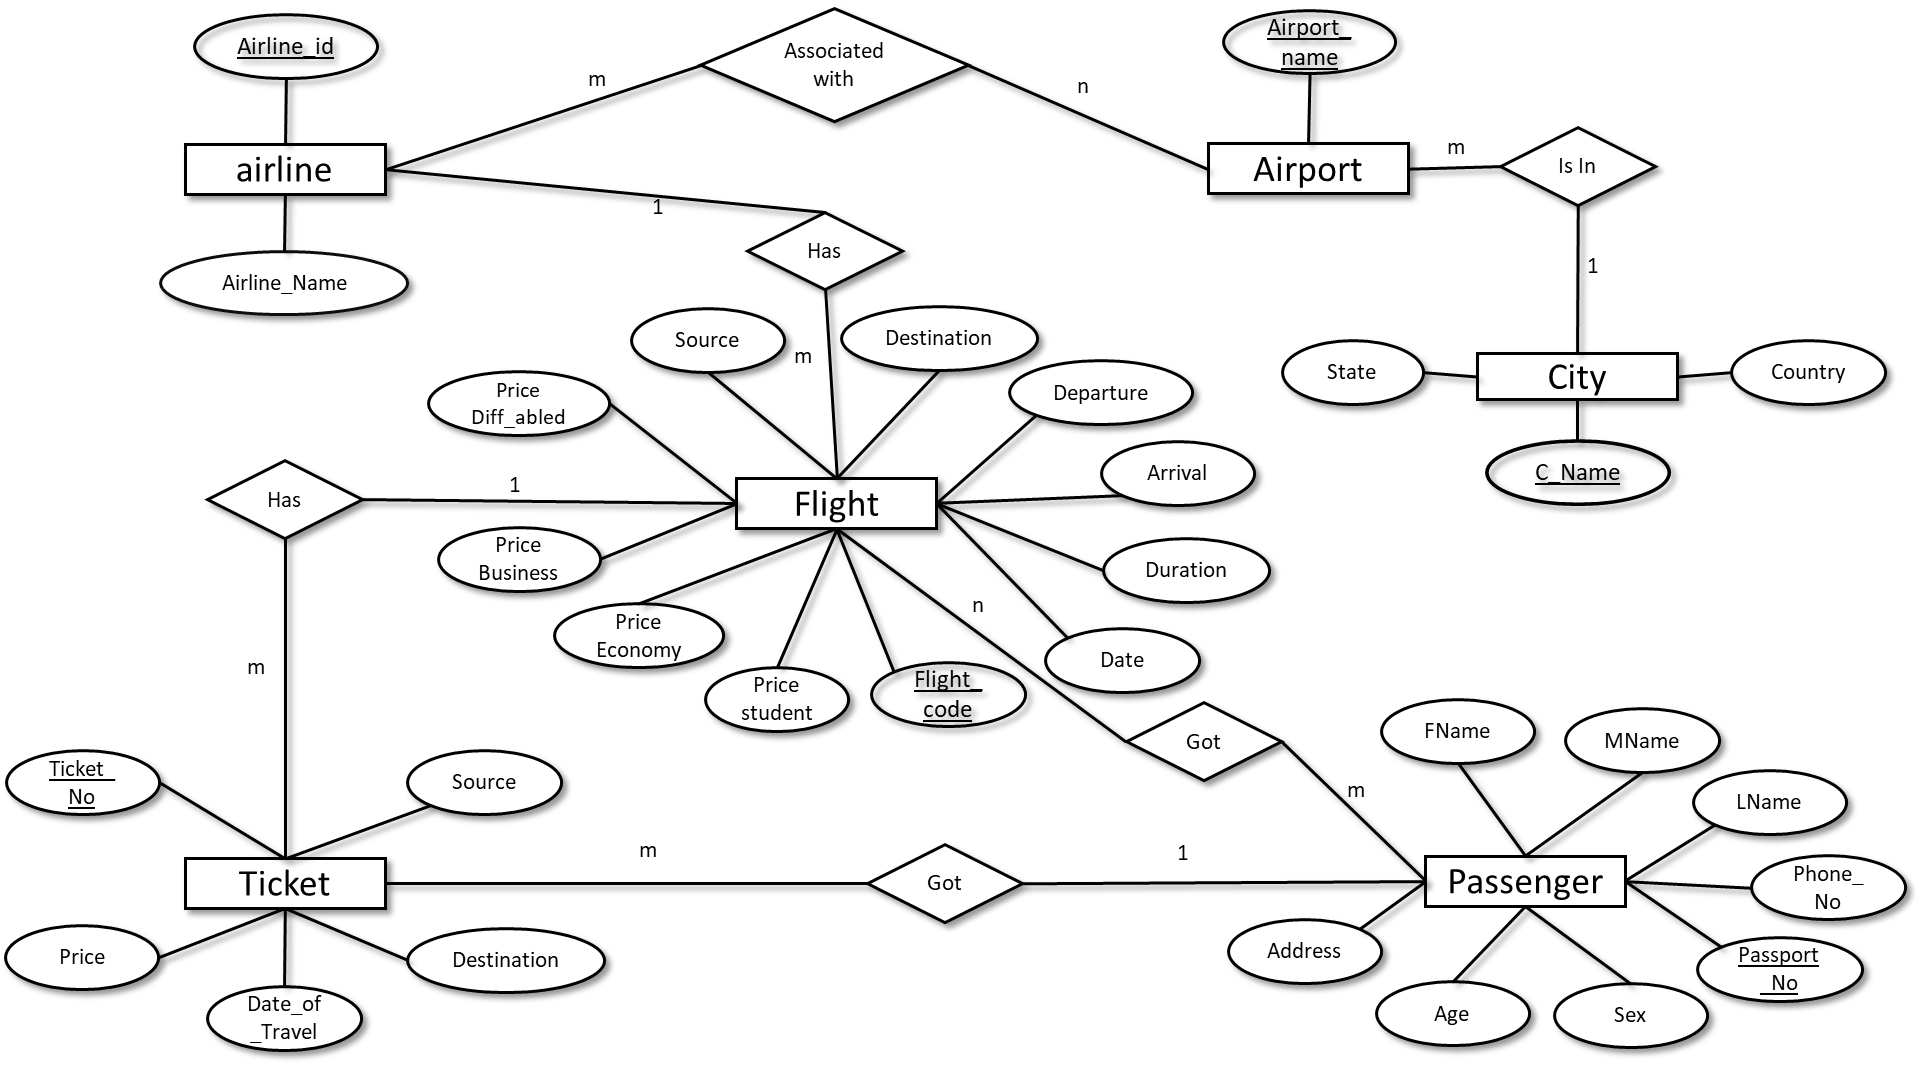 Airline_id
Associated
with
Airport_
name
m
n
airline
Airport
m
Is In
1
Has
Airline_Name
1
Source
m
Destination
State
City
Country
Price
Diff_abled
Departure
C_Name
Arrival
Has
1
Flight
Price
Business
Duration
n
Price
Economy
Date
m
Price
student
Flight_
code
Got
FName
MName
Ticket_
No
Source
m
LName
m
1
Ticket
Got
Passenger
Phone_
No
Price
Destination
Address
Passport
_No
Date_of
_Travel
Age
Sex